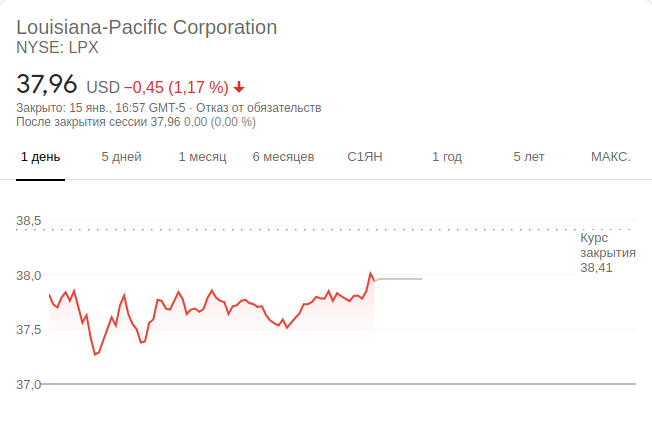 Louisiana-Pacific Corporation
NYSE: LPX
37,96 USD −0,45 (1,17 %)
Закрыто: 15 янв., 16:57 GMT-5 · Отказ от обязательств
После закрытия сессии 37,96 0,00 (0,00 %)
1 день 5 дней 1 месяц 6 месяцев С1ЯН 1 год 5 лет МАКС.
38,5
Курс
закрытия
38,41
38,0
37,5
37,0